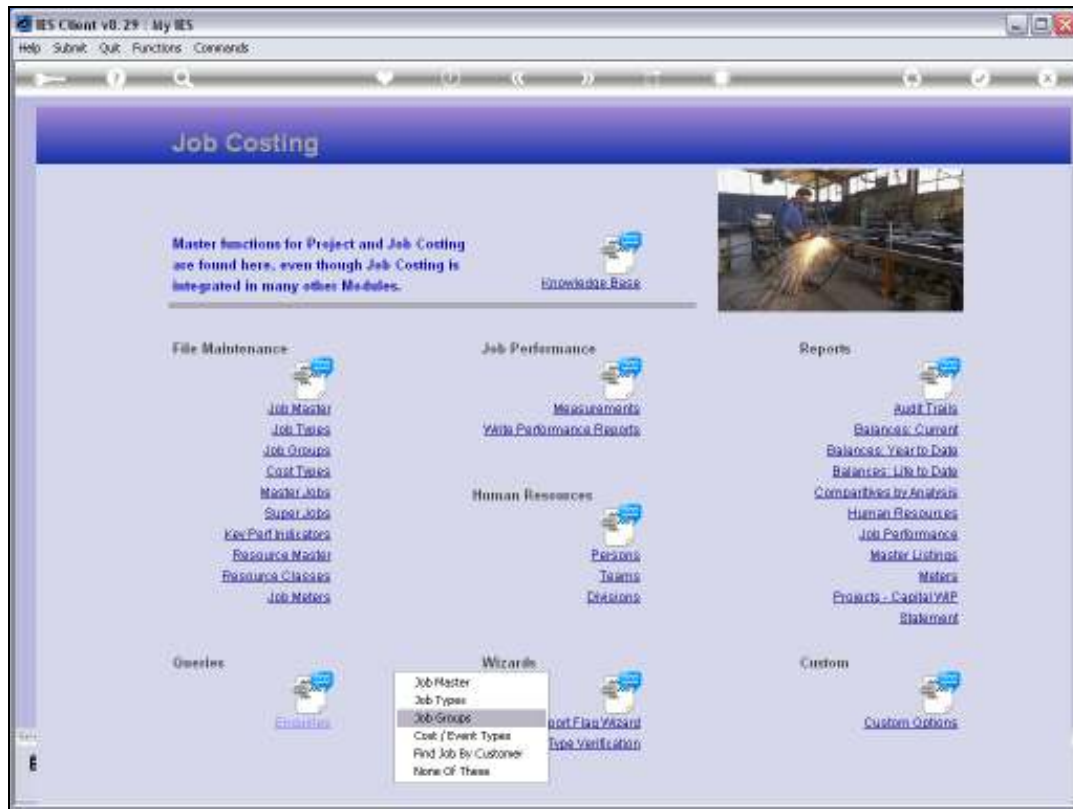 IES Client v8.29 : My IES
Help Submit Quit Functions Commands
Job Costing
Master functions for Project and Job Costing
are found here, even though Job Costing is
integrated in many other Modules.
Knowledge Base
File Maintenance
Job Master
Job Types
Job Groups
Cost Types
Master Jobs
Super Jobs
Key Perf Indicators
Resource Master
Resource Classes
Job Meters
Job Performance
Measurements
Write Performance Reports
Human Resources
Persons
Teams
Divisions
Reports
Audit Trails
Balances: Current
Balances: Year to Date
Balances: Life to Date
Comparitives by Analysis
Human Resources
Job Performance
Master Listings
Meters
Projects - Capital WIP
Statement
Queries
Enquiries
Wizards
port Flag Wizard
Type Verification
Job Master
Job Types
Job Groups
Cost / Event Types
Find Job By Customer
None Of These
Custom
Custom Options